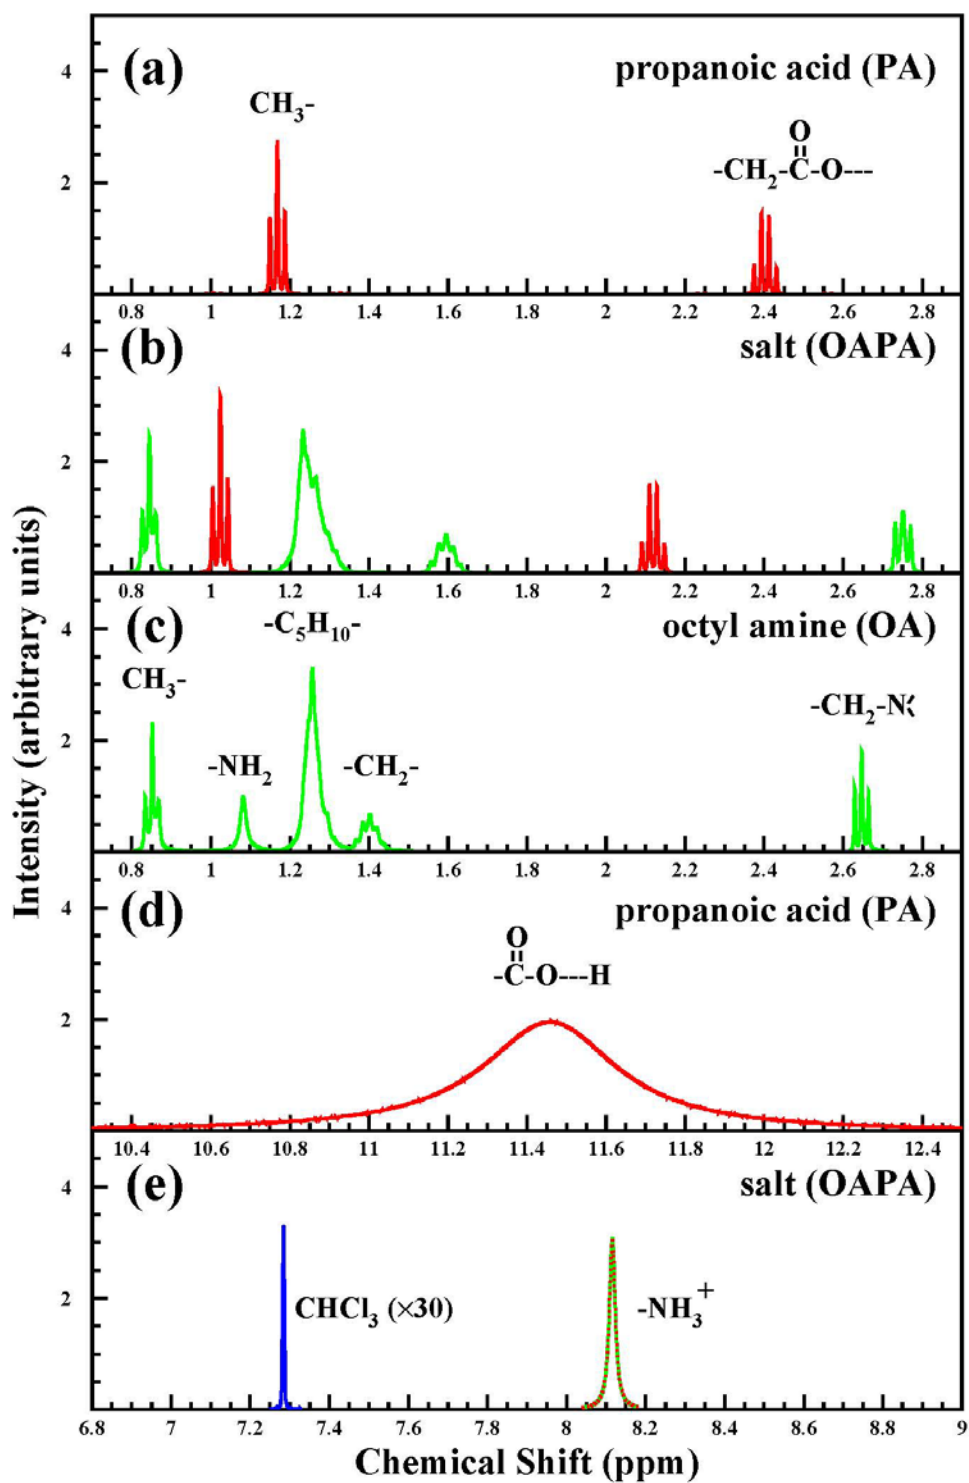 Intensity (arbitrary units)
4
(a)
propanoic acid (PA)
CH3-
O
-CH2-C-O---
2
0.8 1 1.2 1.4 1.6 1.8 2 2.2 2.4 2.6 2.8
4
(b)
salt (OAPA)
2
0.8 1 1.2 1.4 1.6 1.8 2 2.2 2.4 2.6 2.8
4
(c)
-C5H10-
octyl amine (OA)
CH3-
-CH2-N
2
-NH2
-CH2-
0.8 1 1.2 1.4 1.6 1.8 2 2.2 2.4 2.6 2.8
4
(d)
propanoic acid (PA)
O
-C-O---H
2
10.4 10.6 10.8 11 11.2 11.4 11.6 11.8 12 12.2 12.4
4
(e)
salt (OAPA)
2
CHCl3 (×30)
-NH3+
6.8 7 7.2 7.4 7.6 7.8 8 8.2 8.4 8.6 8.8 9
Chemical Shift (ppm)